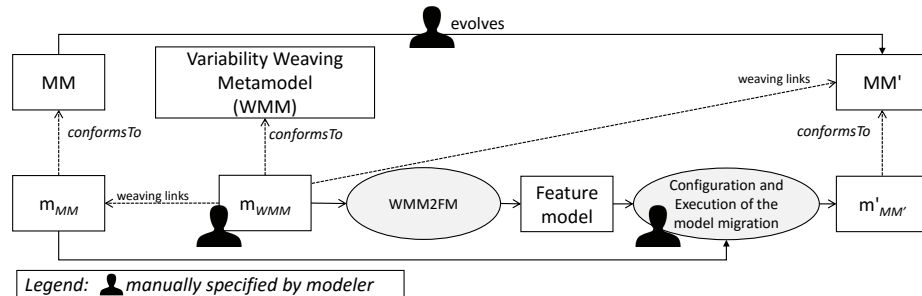 evolves
MM
Variability Weaving
Metamodel
(WMM)
weaving links
MM'
conformsTo
conformsTo
conformsTo
m_MM
weaving links
m_WMM
WMM2FM
Feature
model
Configuration and
Execution of the
model migration
m'_MM'
Legend: manually specified by modeler